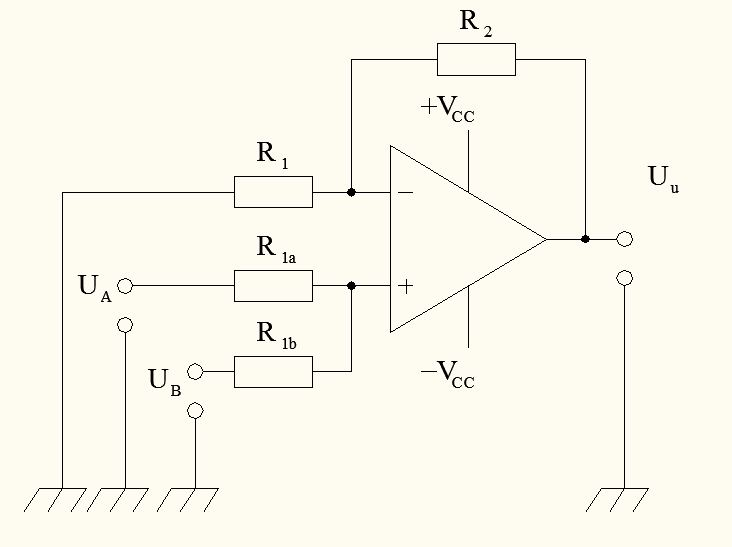 R 2
+VCC
R 1
−
Uu
R 1a
UA
+
R 1b
UB
−VCC